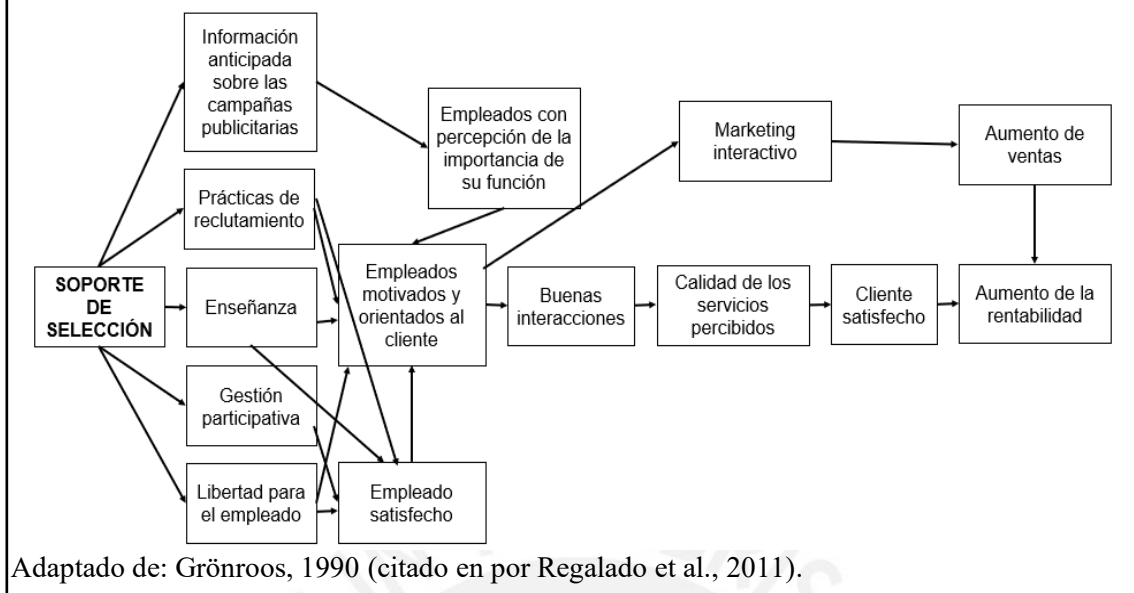 Información
anticipada
sobre las
campañas
publicitarias
Empleados con
percepción de la
importancia de
su función
Marketing
interactivo
Aumento de
ventas
Prácticas de
reclutamiento
SOPORTE
DE
SELECCIÓN
Enseñanza
Empleados
motivados y
orientados al
cliente
Buenas
interacciones
Calidad de los
servicios
percibidos
Cliente
satisfecho
Aumento de la
rentabilidad
Gestión
participativa
Libertad para
el empleado
Empleado
satisfecho
Adaptado de: Grönroos, 1990 (citado en por Regalado et al., 2011).